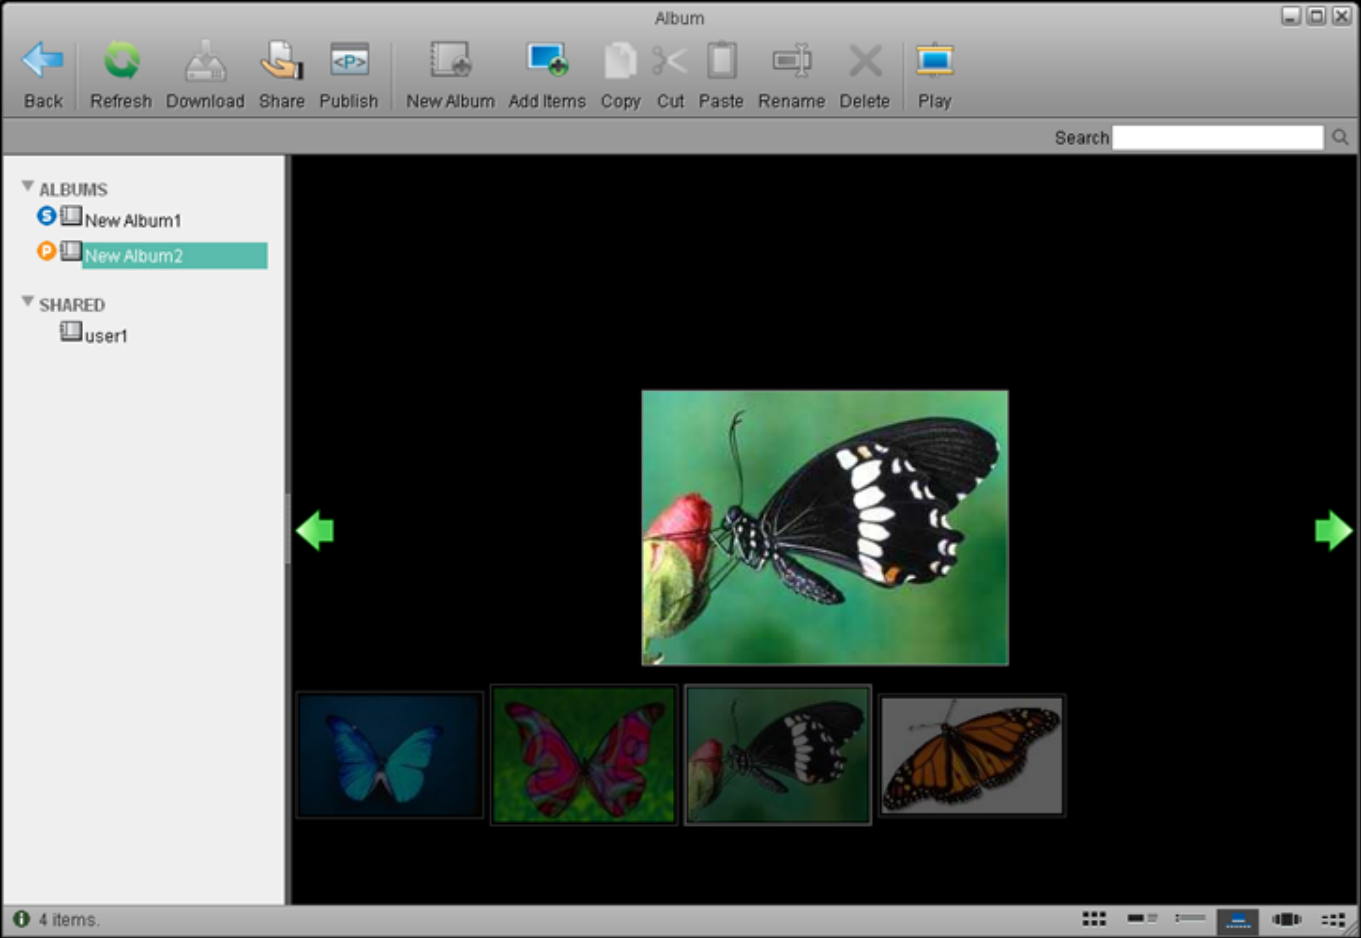 Album
Back Refresh Download Share <P> Publish New Album Add Items Copy Cut Paste Rename Delete Play
Search
ALBUMS
S New Album1
P New Album2
SHARED
user1
4 items.